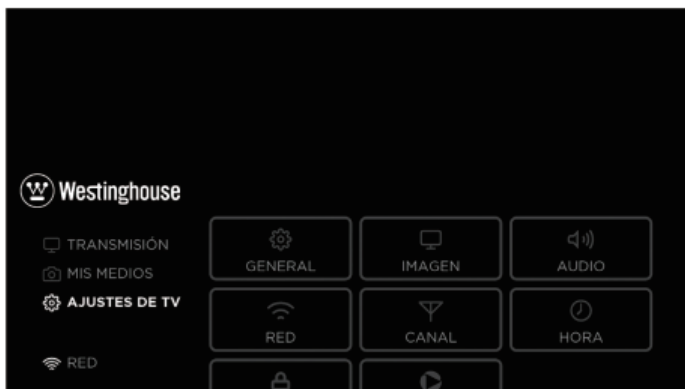 Westinghouse
TRANSMISIÓN
MIS MEDIOS
AJUSTES DE TV
RED
GENERAL
IMAGEN
AUDIO
RED
CANAL
HORA